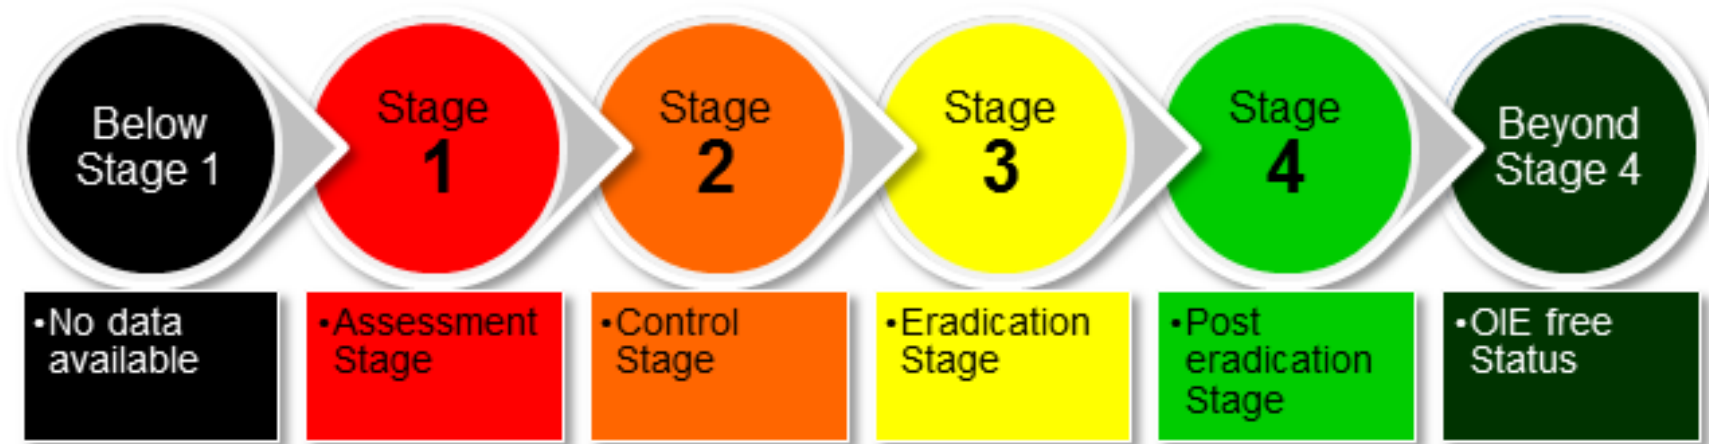 Below
Stage 1
Stage
1
Stage
2
Stage
3
Stage
4
Beyond
Stage 4
•No data
available
•Assessment
Stage
•Control
Stage
•Eradication
Stage
•Post
eradication
Stage
•OIE free
Status